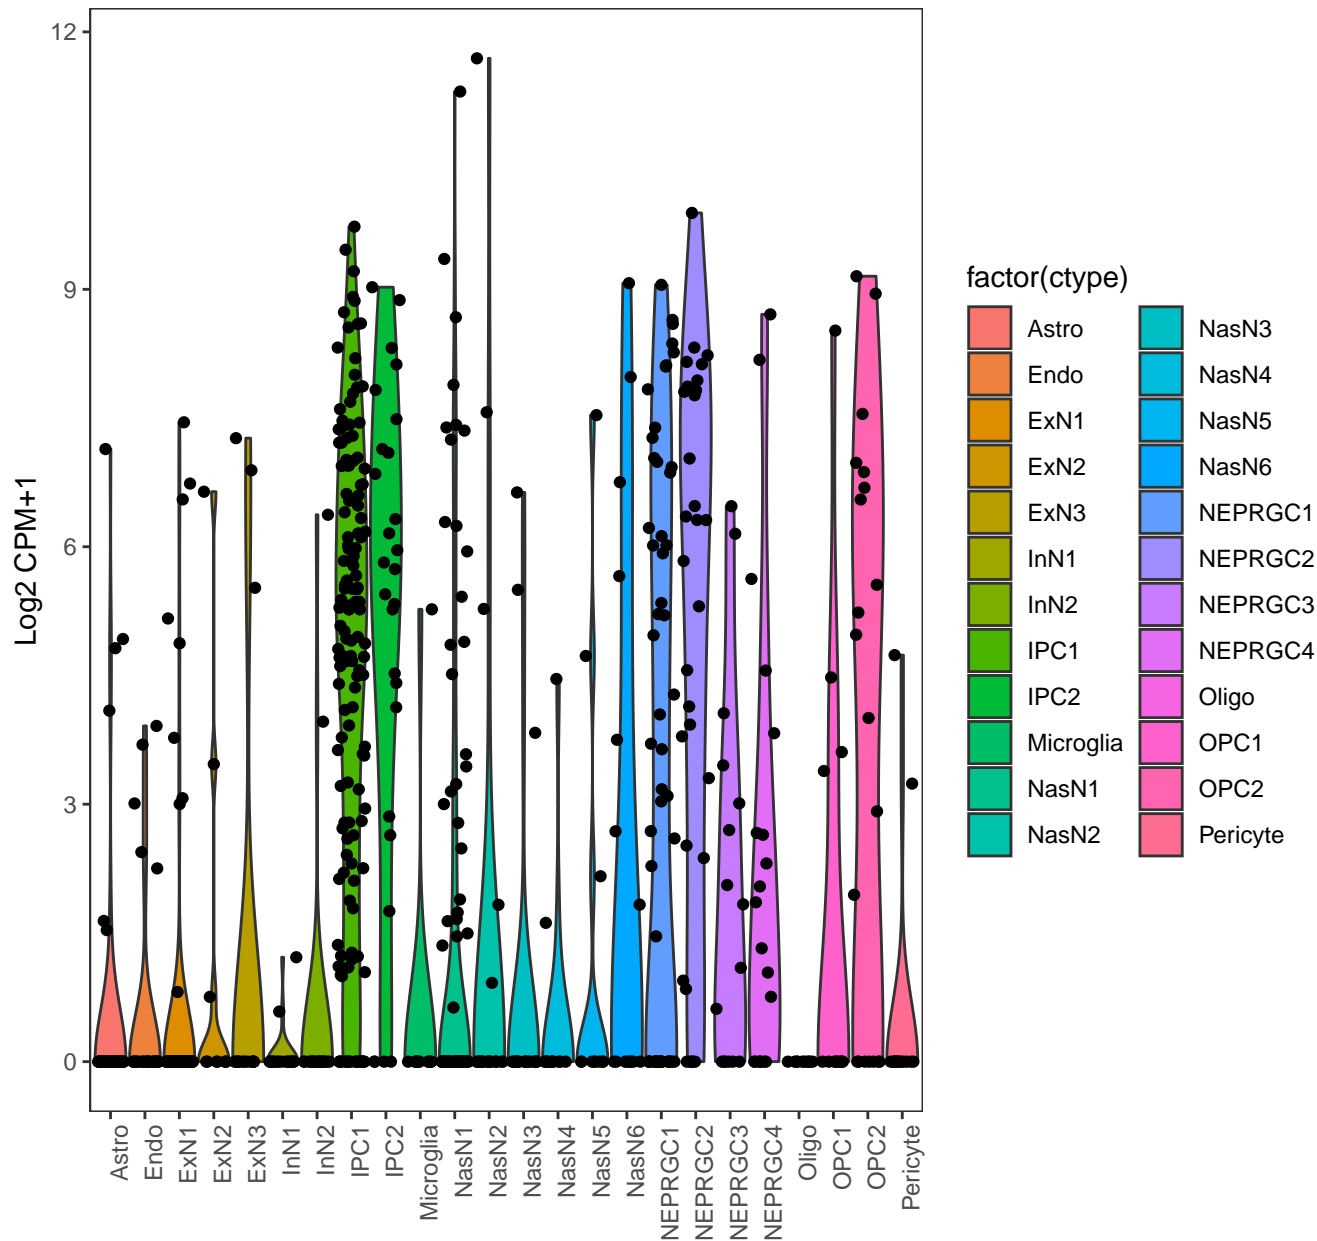 12
9
6
3
0
Log2 CPM+1
Astro
Endo
ExN1
ExN2
ExN3
InN1
InN2
IPC1
IPC2
Microglia
NasN1
NasN2
NasN3
NasN4
NasN5
NasN6
NEPRGC1
NEPRGC2
NEPRGC3
NEPRGC4
Oligo
OPC1
OPC2
Pericyte
factor(ctype)
Astro
Endo
ExN1
ExN2
ExN3
InN1
InN2
IPC1
IPC2
Microglia
NasN1
NasN2
NasN3
NasN4
NasN5
NasN6
NEPRGC1
NEPRGC2
NEPRGC3
NEPRGC4
Oligo
OPC1
OPC2
Pericyte